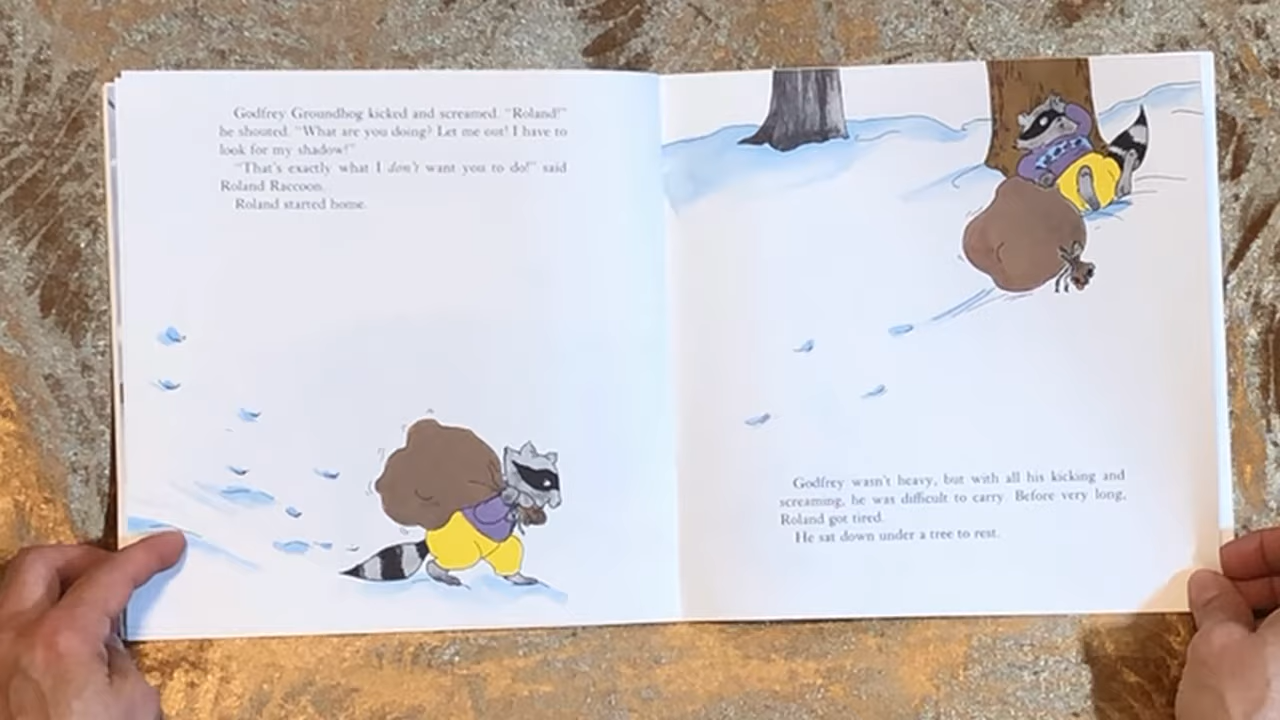 Godfrey Groundhog kicked and screamed. "Roland!"
he shouted. "What are you doing? Let me out! I have to
look for my shadow!"
"That's exactly what I don't want you to do!" said
Roland Raccoon.
Roland started home.
Godfrey wasn't heavy, but with all his kicking and
screaming, he was difficult to carry. Before very long,
Roland got tired.
He sat down under a tree to rest.